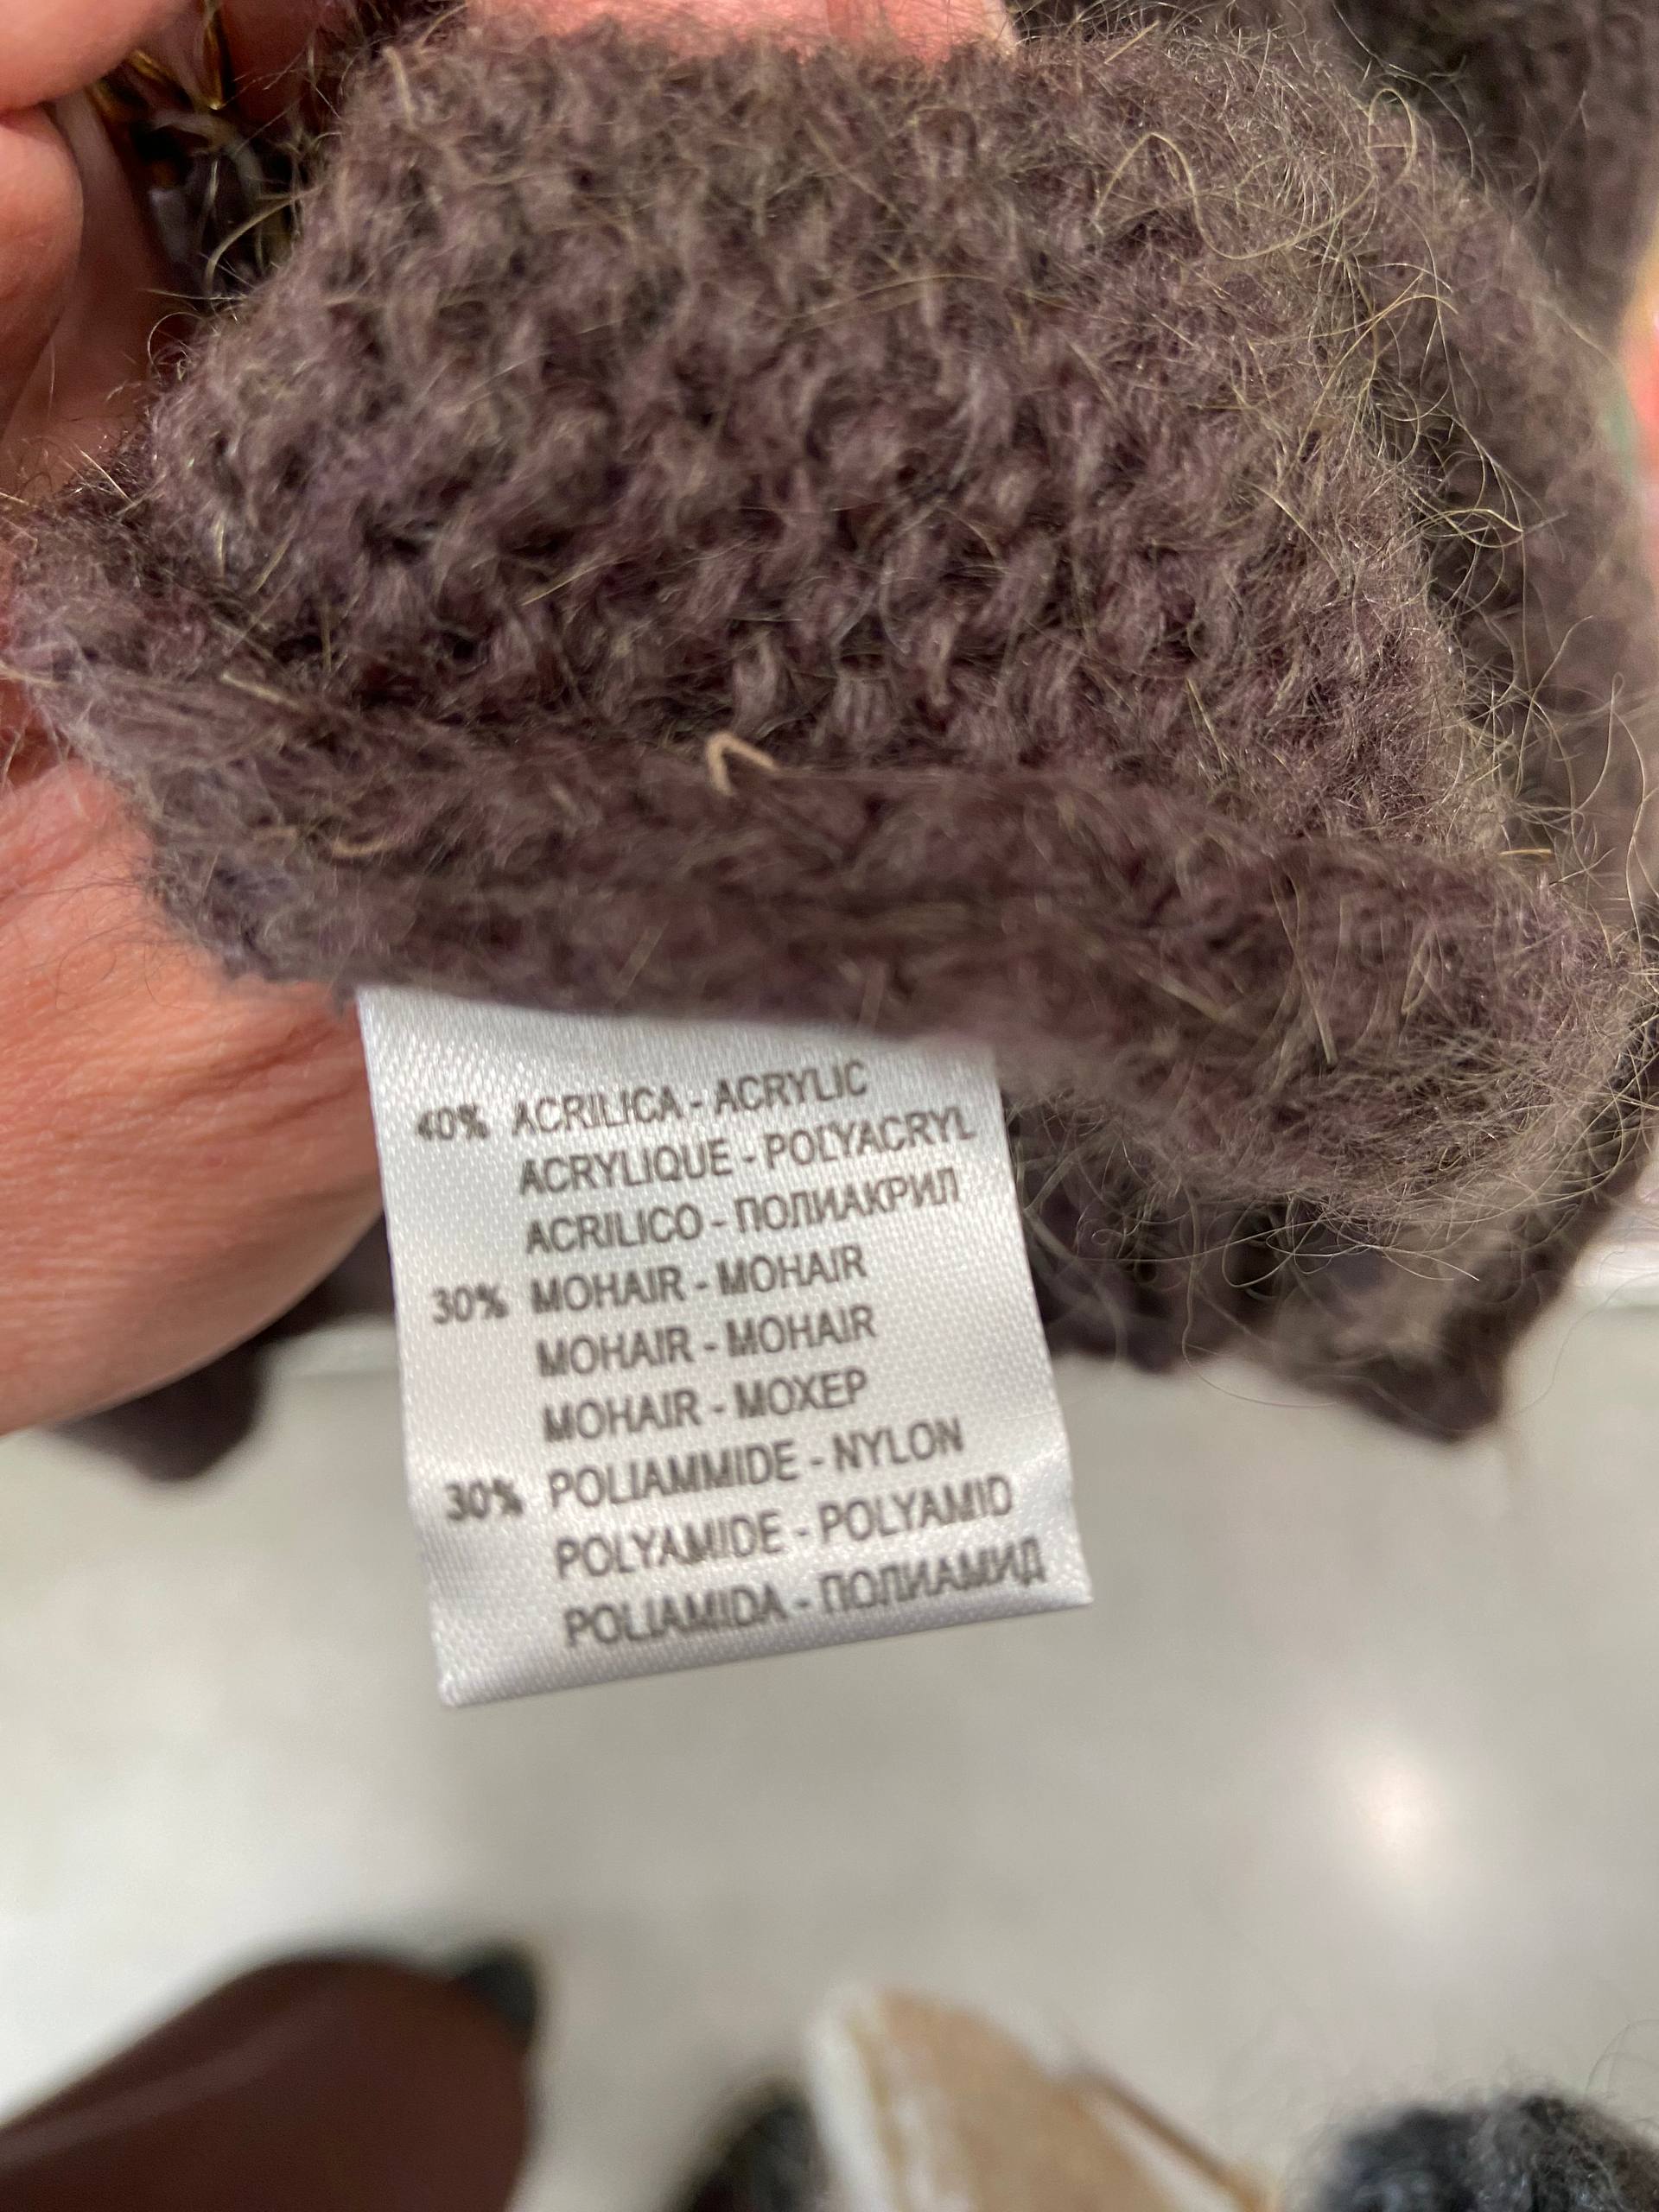 40% ACRILICA - ACRYLIC
ACRYLIQUE - POLYACRYL
ACRILICO - ПОЛИАКРИЛ
30% MOHAIR - MOHAIR
MOHAIR - MOHAIR
MOHAIR - МОХЕР
30% POLIAMMIDE - NYLON
POLYAMIDE - POLYAMID
POLIAMIDA - ПОЛИАМИД